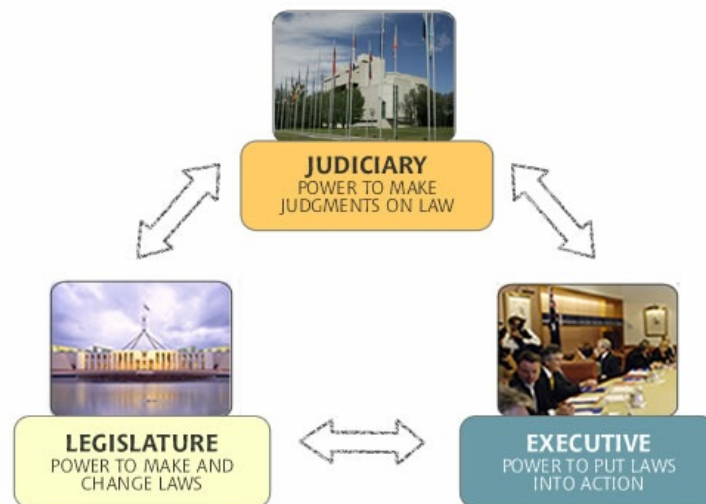 JUDICIARY
POWER TO MAKE
JUDGMENTS ON LAW
LEGISLATURE
POWER TO MAKE AND
CHANGE LAWS
EXECUTIVE
POWER TO PUT LAWS
INTO ACTION